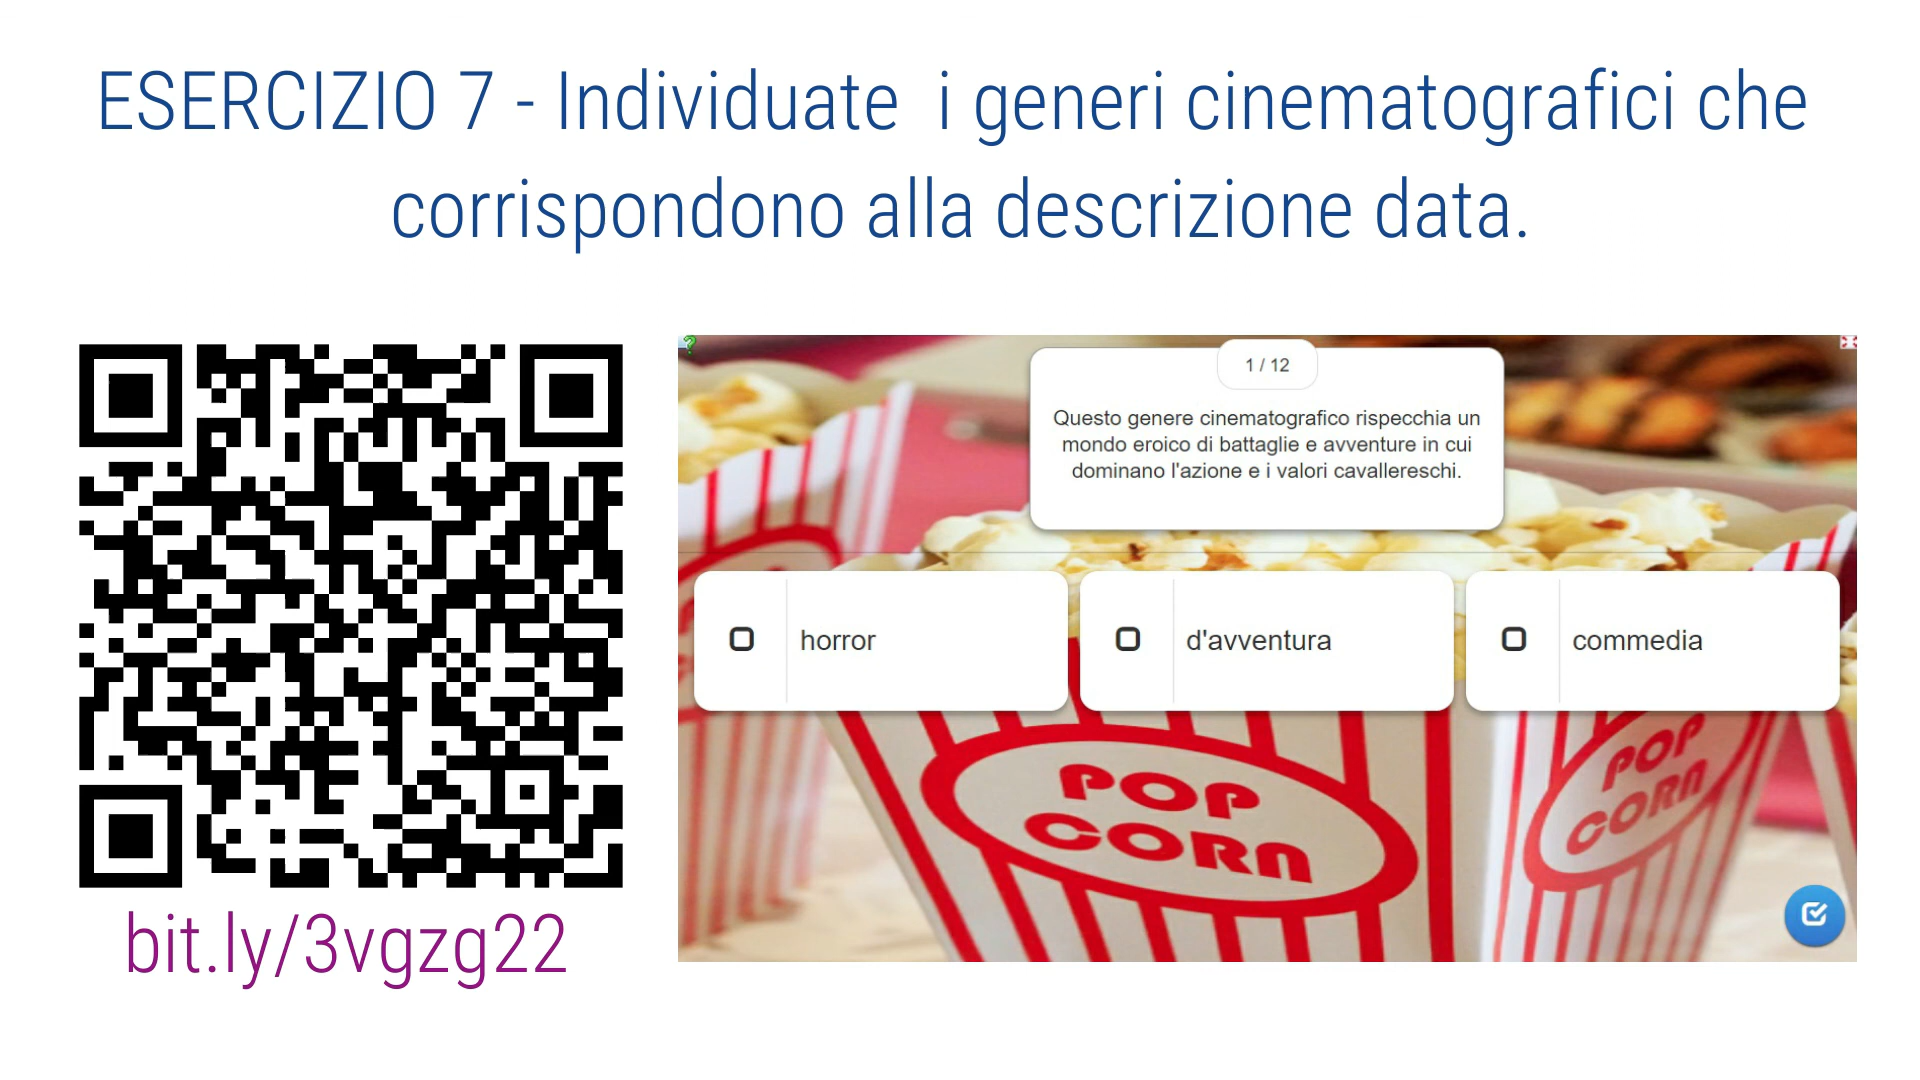 ESERCIZIO 7 - Individuate  i generi cinematografici che
corrispondono alla descrizione data.
1 / 12
Questo genere cinematografico rispecchia un
mondo eroico di battaglie e avventure in cui
dominano l'azione e i valori cavallereschi.
horror
d'avventura
commedia
POP
CORN
POP
CORN
bit.ly/3vgzg22